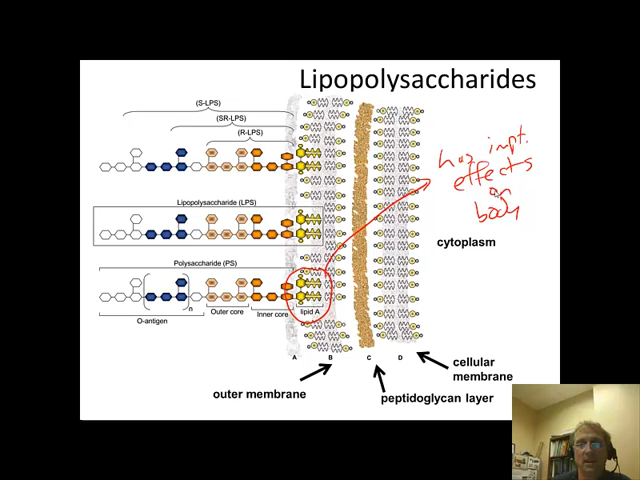 Lipopolysaccharides
(S-LPS)
(SR-LPS)
(R-LPS)
has impt.
effects
on
body
Lipopolysaccharide (LPS)
cytoplasm
Polysaccharide (PS)
n
Outer core
Inner core
lipid A
O-antigen
A B C D
cellular
membrane
outer membrane
peptidoglycan layer